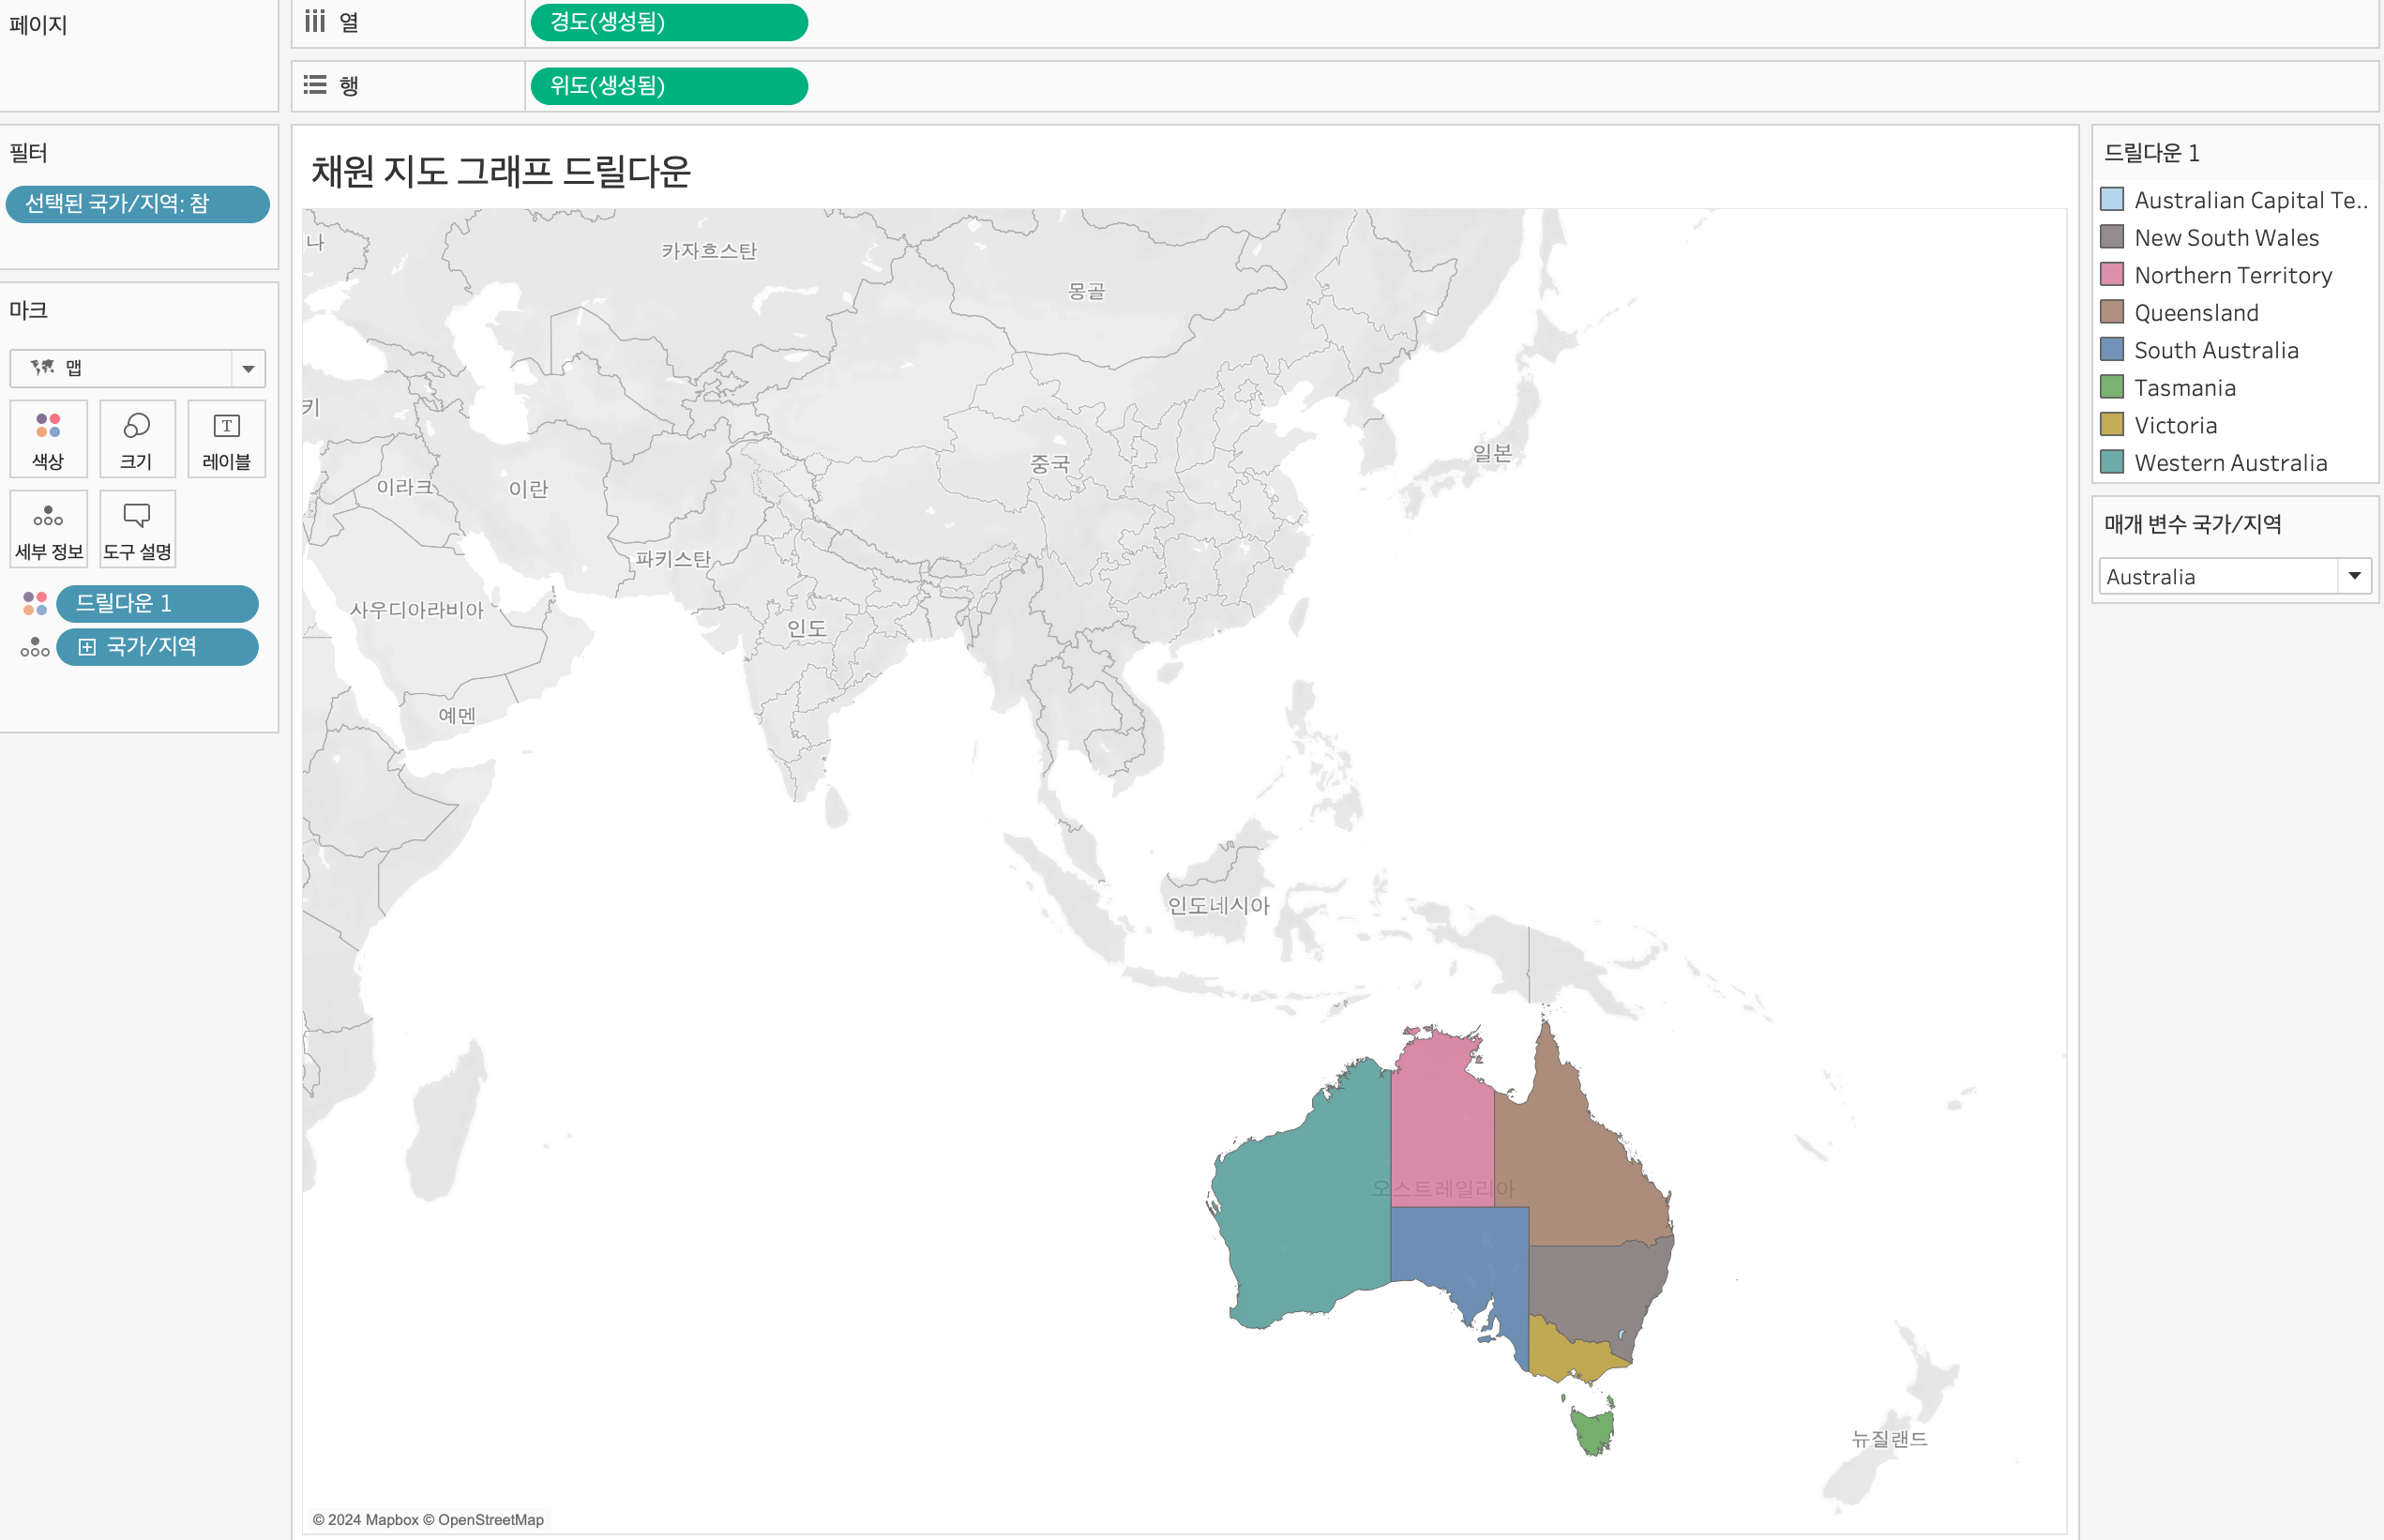 페이지
열
경도(생성됨)
행
위도(생성됨)
필터
선택된 국가/지역: 참
마크
맵
색상
크기
레이블
세부 정보
도구 설명
드릴다운 1
국가/지역
채원 지도 그래프 드릴다운
나
카자흐스탄
몽골
키
이라크
이란
중국
일본
파키스탄
사우디아라비아
인도
예멘
인도네시아
오스트레일리아
뉴질랜드
© 2024 Mapbox © OpenStreetMap
드릴다운 1
Australian Capital Te..
New South Wales
Northern Territory
Queensland
South Australia
Tasmania
Victoria
Western Australia
매개 변수 국가/지역
Australia